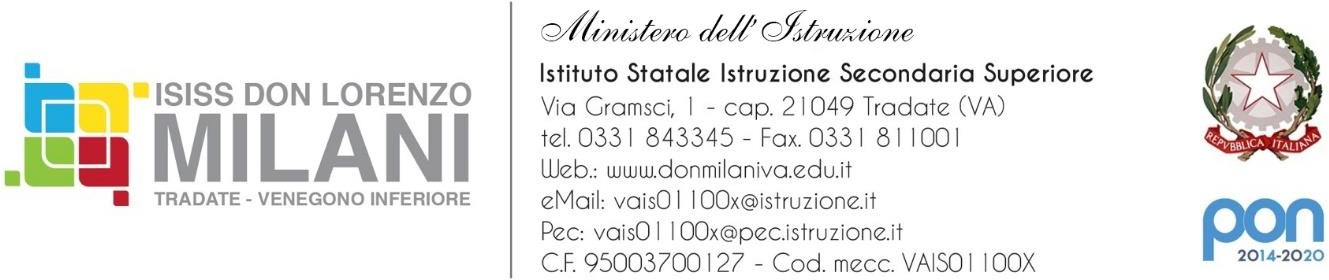 ISISS DON LORENZO
MILANI
TRADATE - VENEGONO INFERIORE
Ministero dell' Istruzione
Istituto Statale Istruzione Secondaria Superiore
Via Gramsci, 1 - cap. 21049 Tradate (VA)
tel. 0331 843345 - Fax. 0331 811001
Web.: www.donmilaniva.edu.it
eMail: vais01100x@istruzione.it
Pec: vais01100x@pec.istruzione.it
C.F. 95003700127 - Cod. mecc. VAIS01100X
REPVBBLICA ITALIANA
pon
2014-2020